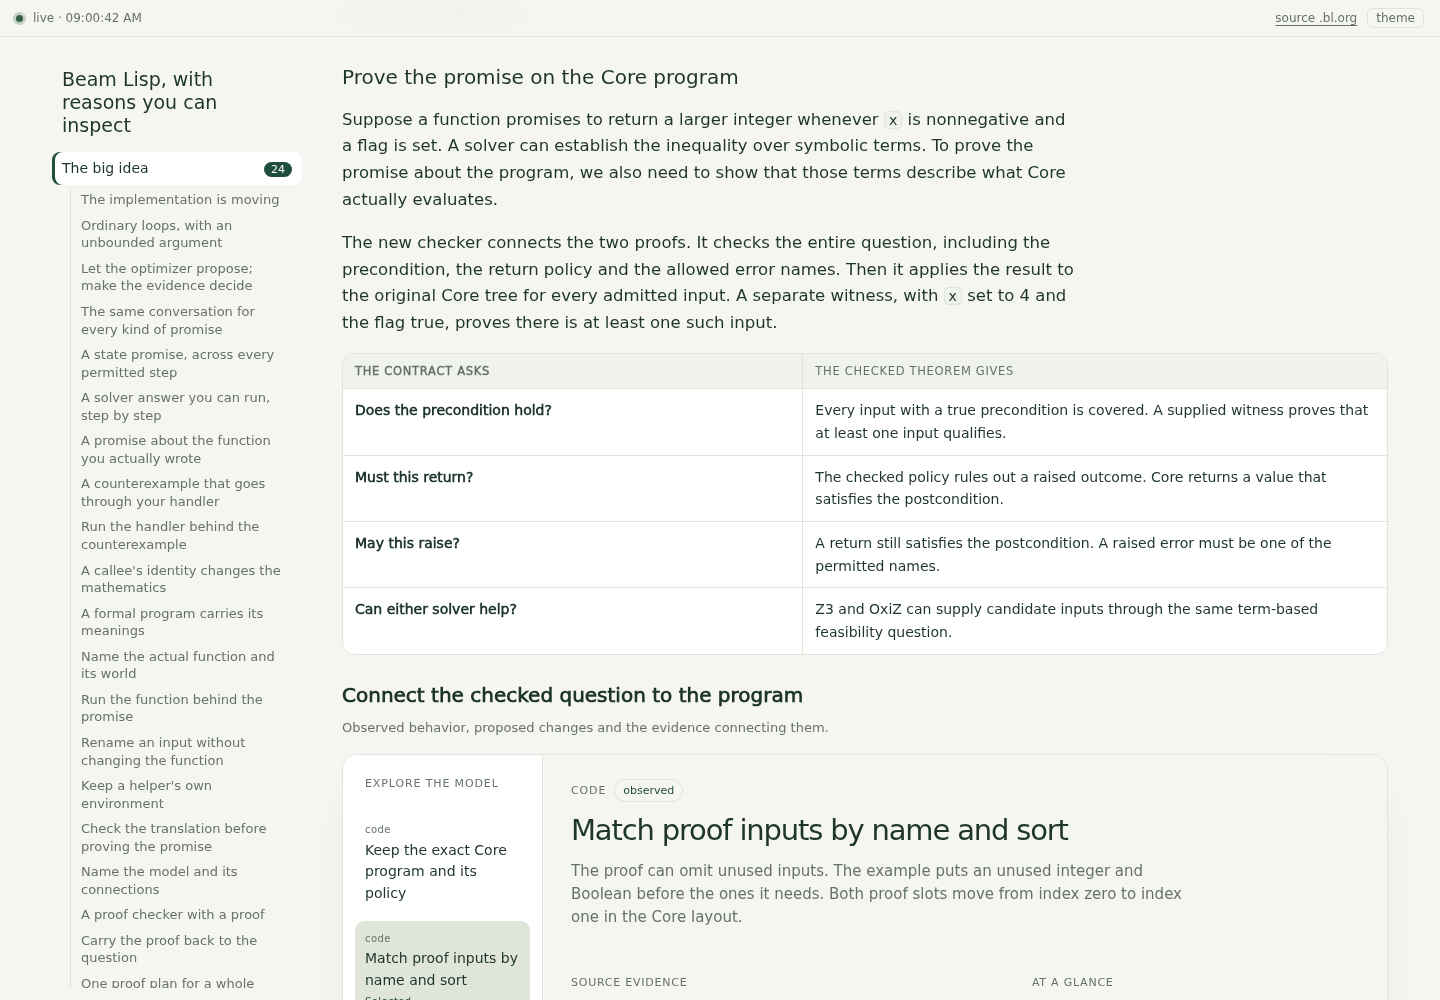 live · 09:00:42 AM
source .bl.org
theme
Beam Lisp, with
reasons you can
inspect
The big idea
24
The implementation is moving
Ordinary loops, with an
unbounded argument
Let the optimizer propose;
make the evidence decide
The same conversation for
every kind of promise
A state promise, across every
permitted step
A solver answer you can run,
step by step
A promise about the function
you actually wrote
A counterexample that goes
through your handler
Run the handler behind the
counterexample
A callee's identity changes the
mathematics
A formal program carries its
meanings
Name the actual function and
its world
Run the function behind the
promise
Rename an input without
changing the function
Keep a helper's own
environment
Check the translation before
proving the promise
Name the model and its
connections
A proof checker with a proof
Carry the proof back to the
question
One proof plan for a whole
Prove the promise on the Core program
Suppose a function promises to return a larger integer whenever x is nonnegative and
a flag is set. A solver can establish the inequality over symbolic terms. To prove the
promise about the program, we also need to show that those terms describe what Core
actually evaluates.
The new checker connects the two proofs. It checks the entire question, including the
precondition, the return policy and the allowed error names. Then it applies the result to
the original Core tree for every admitted input. A separate witness, with x set to 4 and
the flag true, proves there is at least one such input.
THE CONTRACT ASKS
THE CHECKED THEOREM GIVES
Does the precondition hold?
Every input with a true precondition is covered. A supplied witness proves that
at least one input qualifies.
Must this return?
The checked policy rules out a raised outcome. Core returns a value that
satisfies the postcondition.
May this raise?
A return still satisfies the postcondition. A raised error must be one of the
permitted names.
Can either solver help?
Z3 and OxiZ can supply candidate inputs through the same term-based
feasibility question.
Connect the checked question to the program
Observed behavior, proposed changes and the evidence connecting them.
EXPLORE THE MODEL
code
Keep the exact Core
program and its
policy
code
Match proof inputs by
name and sort
Selected
CODE
observed
Match proof inputs by name and sort
The proof can omit unused inputs. The example puts an unused integer and
Boolean before the ones it needs. Both proof slots move from index zero to index
one in the Core layout.
SOURCE EVIDENCE
AT A GLANCE